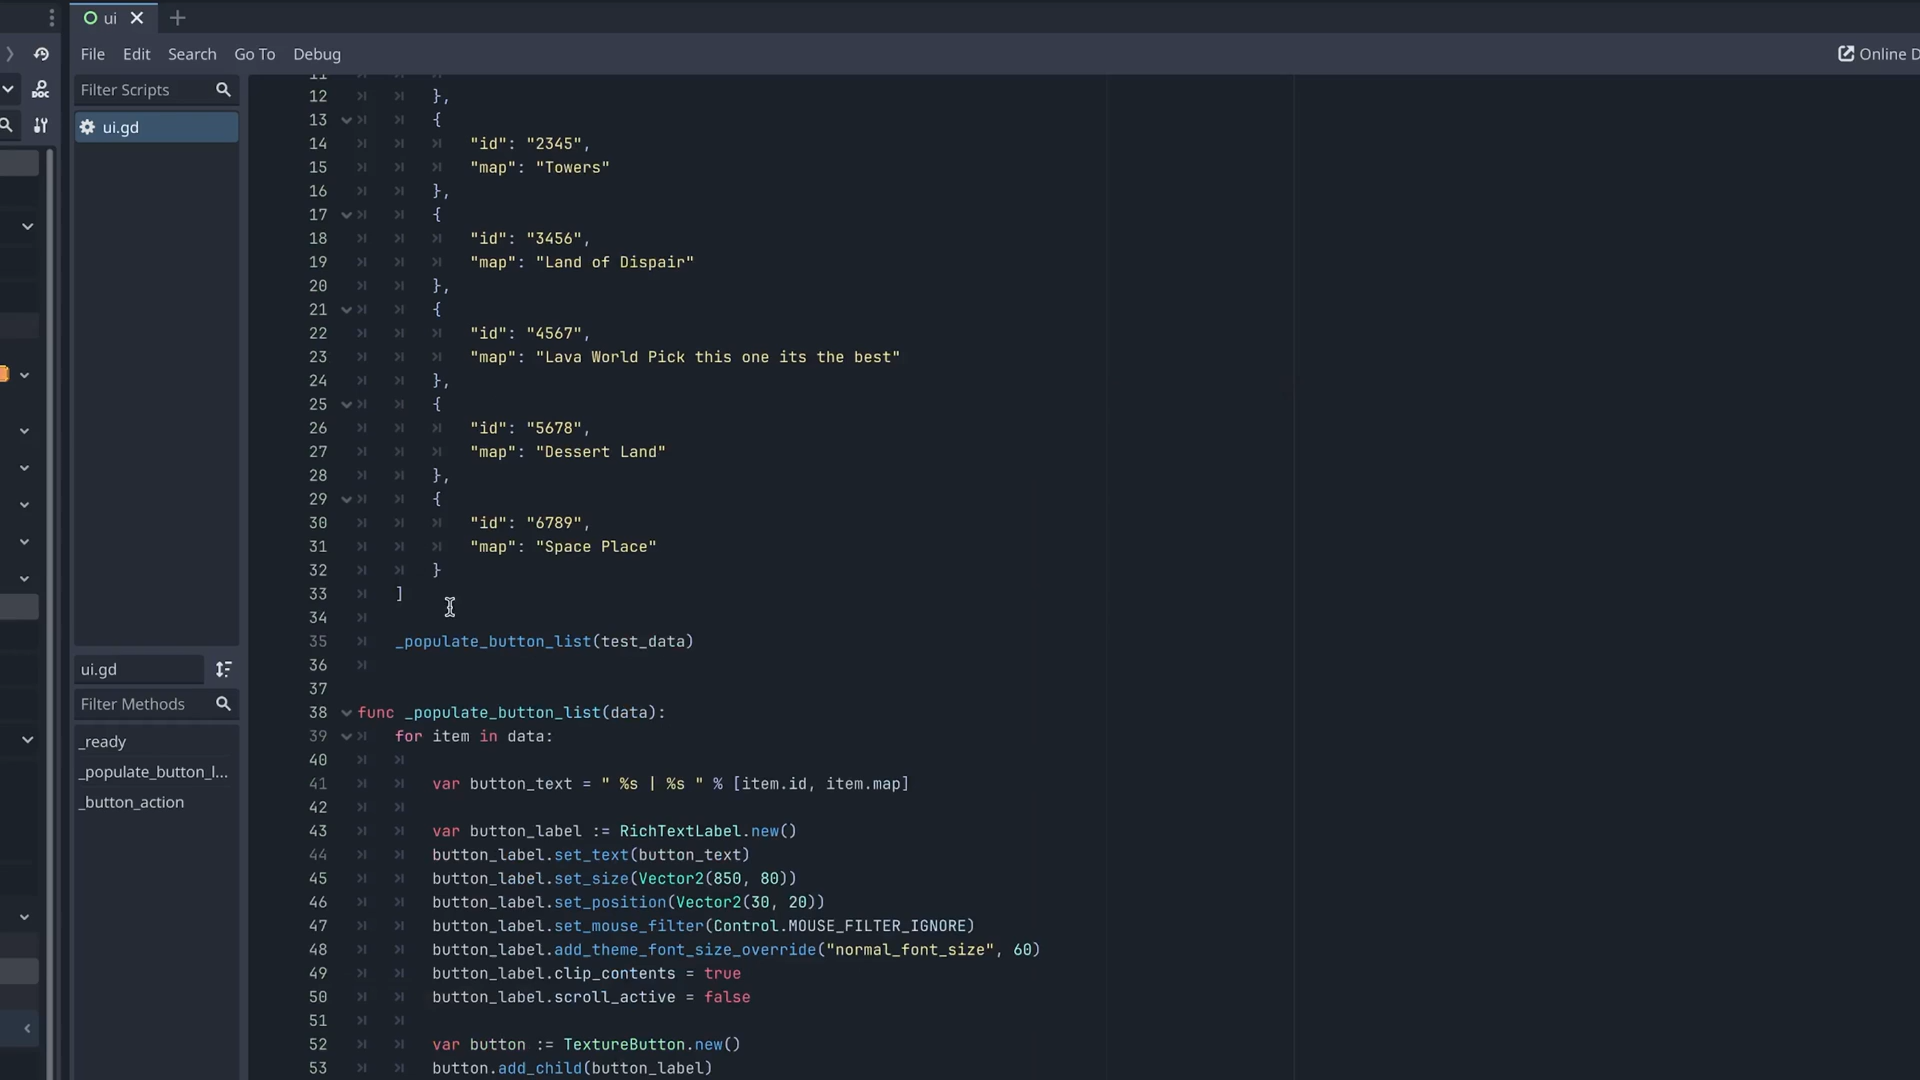 ui
File Edit Search Go To Debug
Online D
Filter Scripts
ui.gd
ui.gd
Filter Methods
_ready
_populate_button_l...
_button_action
11
12 },
13 {
14 "id": "2345",
15 "map": "Towers"
16 },
17 {
18 "id": "3456",
19 "map": "Land of Dispair"
20 },
21 {
22 "id": "4567",
23 "map": "Lava World Pick this one its the best"
24 },
25 {
26 "id": "5678",
27 "map": "Dessert Land"
28 },
29 {
30 "id": "6789",
31 "map": "Space Place"
32 }
33 ]
34
35 _populate_button_list(test_data)
36
37
38 func _populate_button_list(data):
39 for item in data:
40
41 var button_text = " %s | %s " % [item.id, item.map]
42
43 var button_label := RichTextLabel.new()
44 button_label.set_text(button_text)
45 button_label.set_size(Vector2(850, 80))
46 button_label.set_position(Vector2(30, 20))
47 button_label.set_mouse_filter(Control.MOUSE_FILTER_IGNORE)
48 button_label.add_theme_font_size_override("normal_font_size", 60)
49 button_label.clip_contents = true
50 button_label.scroll_active = false
51
52 var button := TextureButton.new()
53 button.add_child(button_label)